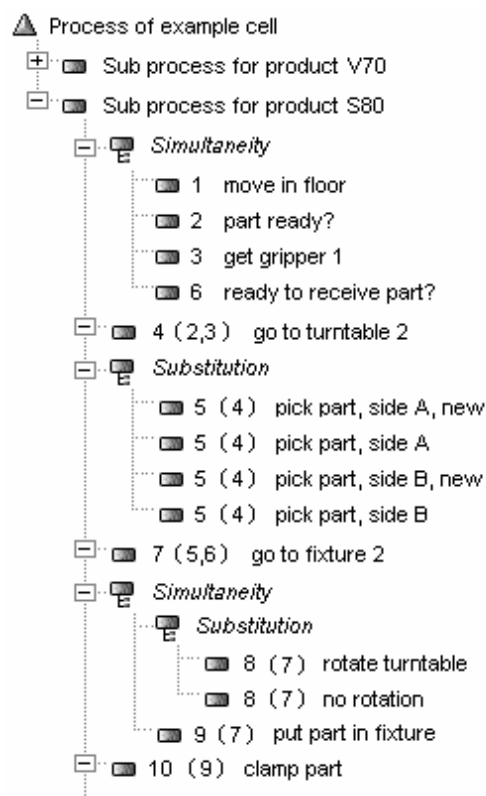 Process of example cell
Sub process for product V70
Sub process for product S80
Simultaneity
1 move in floor
2 part ready?
3 get gripper 1
6 ready to receive part?
4 (2,3) go to turntable 2
Substitution
5 (4) pick part, side A, new
5 (4) pick part, side A
5 (4) pick part, side B, new
5 (4) pick part, side B
7 (5,6) go to fixture 2
Simultaneity
Substitution
8 (7) rotate turntable
8 (7) no rotation
9 (7) put part in fixture
10 (9) clamp part